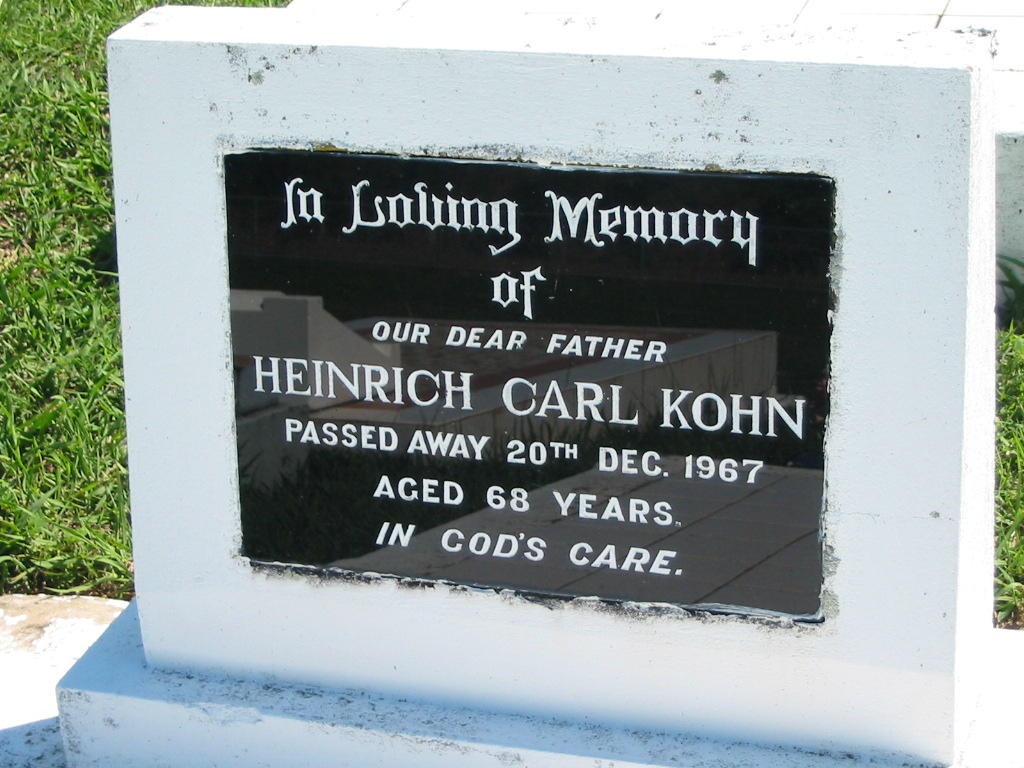 In Loving Memory
of
OUR DEAR FATHER
HEINRICH CARL KOHN
PASSED AWAY 20TH DEC. 1967
AGED 68 YEARS.
IN GOD'S CARE.